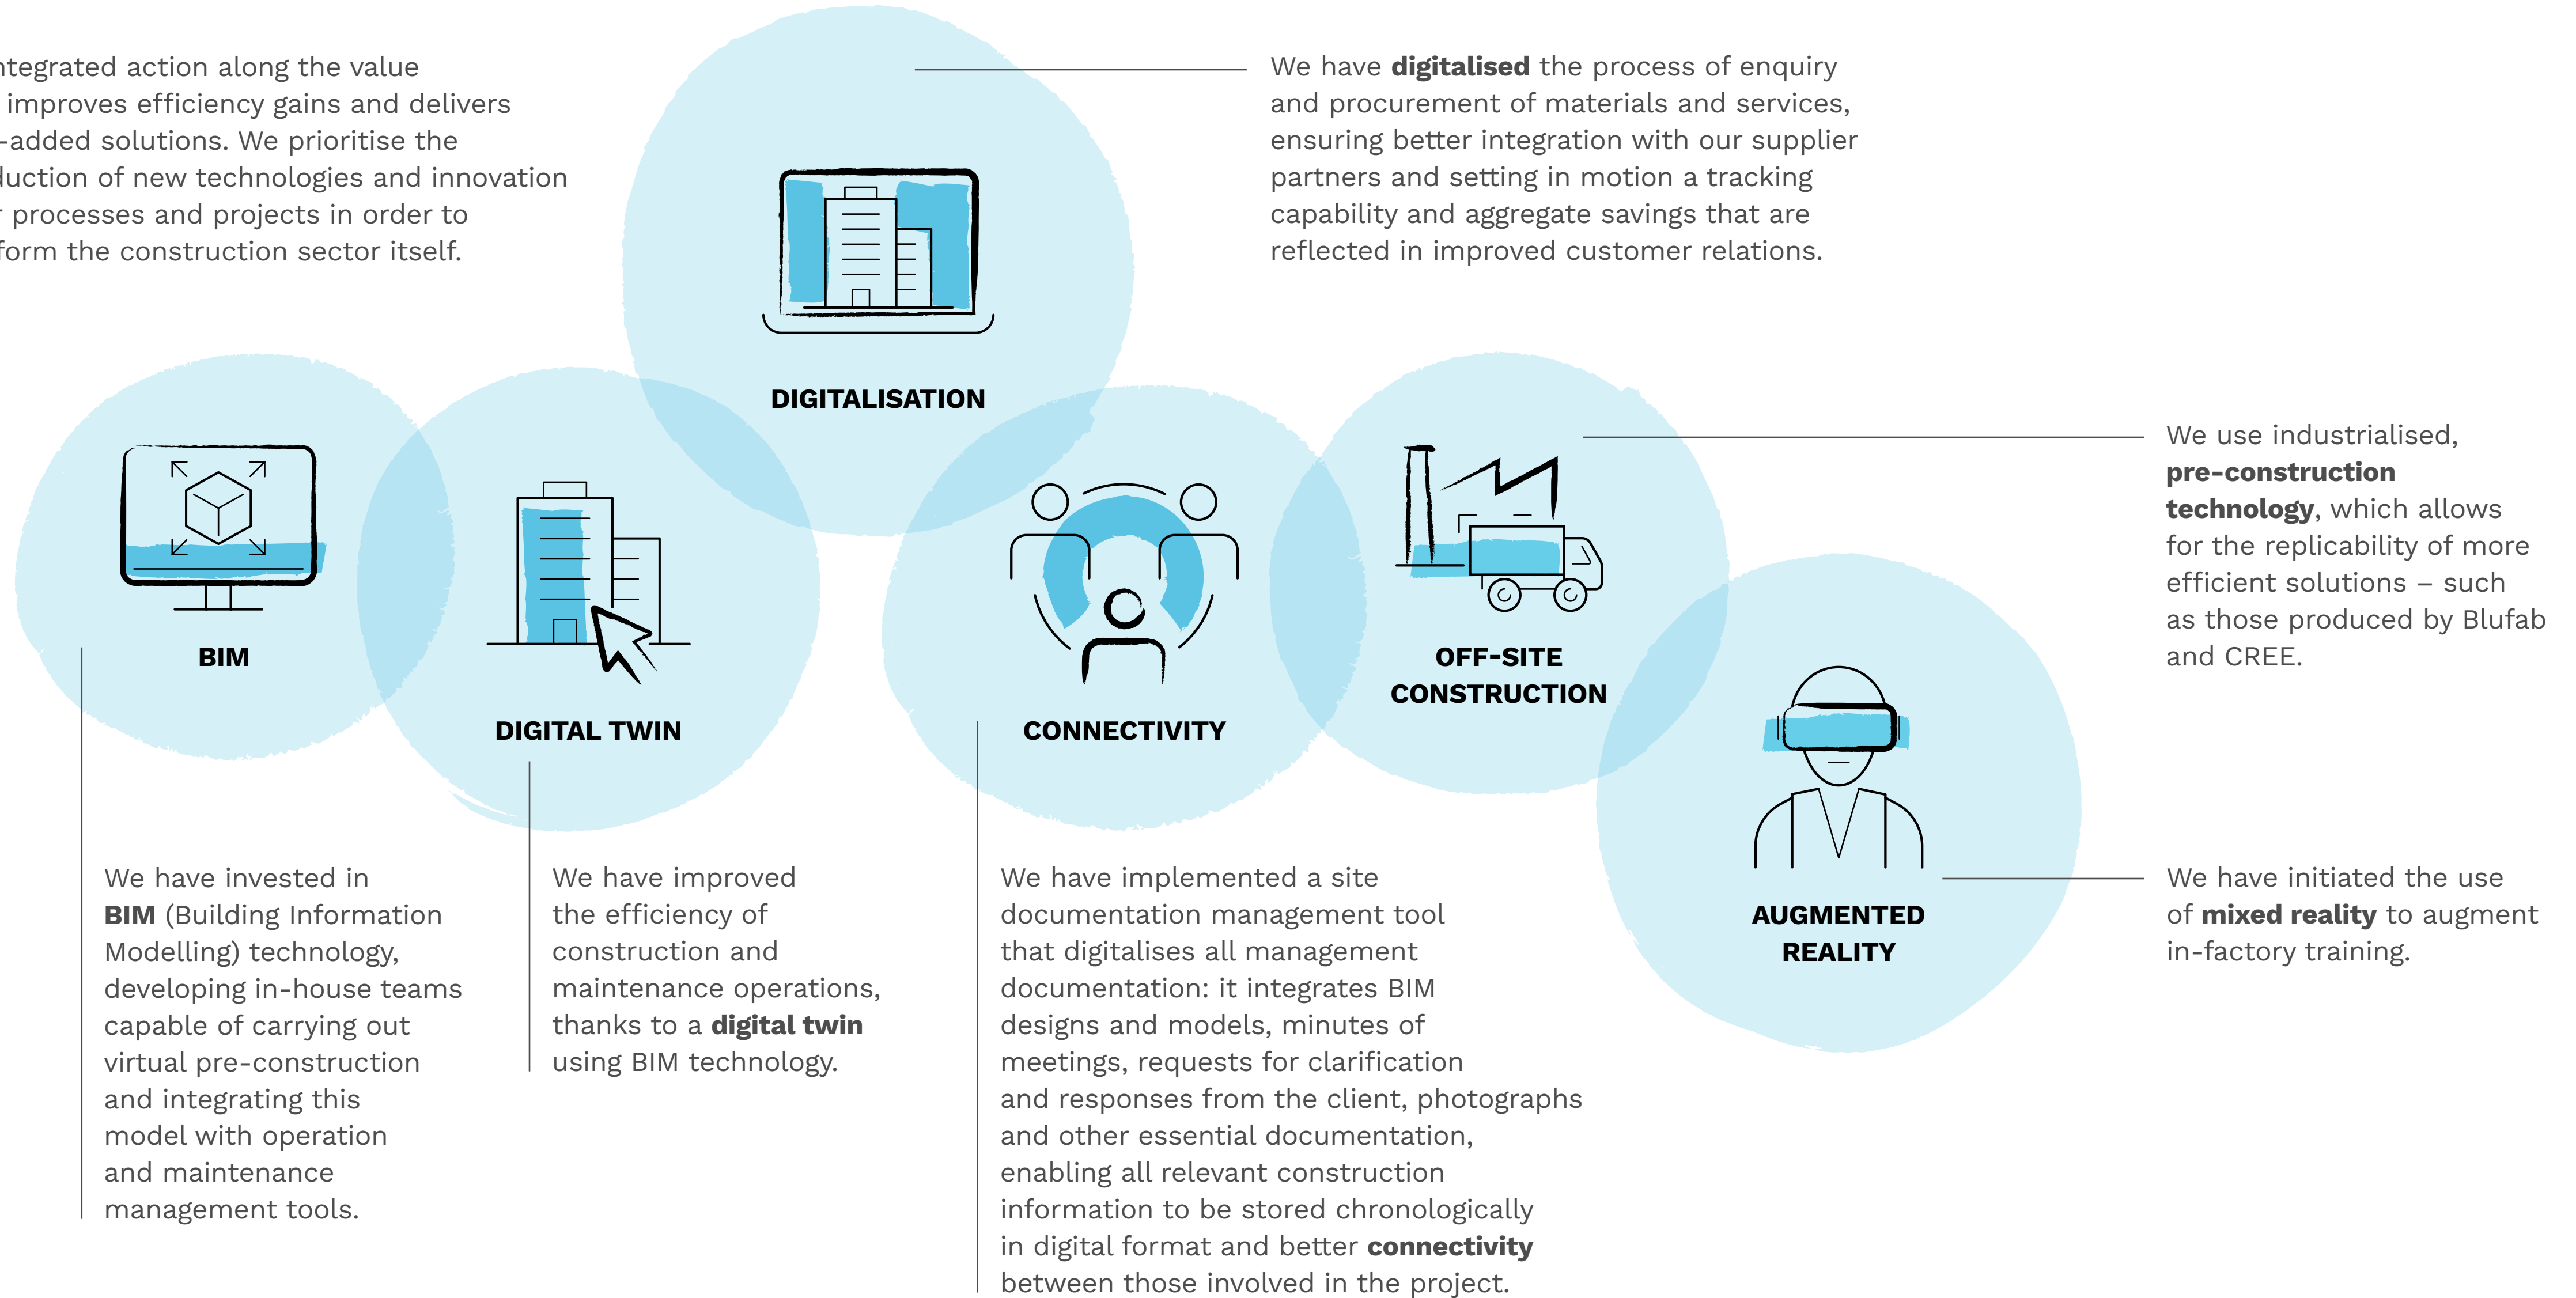 integrated action along the value
improves efficiency gains and delivers
-added solutions. We prioritise the
duction of new technologies and innovation
processes and projects in order to
form the construction sector itself.
We have digitalised the process of enquiry
and procurement of materials and services,
ensuring better integration with our supplier
partners and setting in motion a tracking
capability and aggregate savings that are
reflected in improved customer relations.
DIGITALISATION
We use industrialised,
pre-construction
technology, which allows
for the replicability of more
efficient solutions – such
as those produced by Blufab
and CREE.
BIM
DIGITAL TWIN
CONNECTIVITY
OFF-SITE
CONSTRUCTION
AUGMENTED
REALITY
We have invested in
BIM (Building Information
Modelling) technology,
developing in-house teams
capable of carrying out
virtual pre-construction
and integrating this
model with operation
and maintenance
management tools.
We have improved
the efficiency of
construction and
maintenance operations,
thanks to a digital twin
using BIM technology.
We have implemented a site
documentation management tool
that digitalises all management
documentation: it integrates BIM
designs and models, minutes of
meetings, requests for clarification
and responses from the client, photographs
and other essential documentation,
enabling all relevant construction
information to be stored chronologically
in digital format and better connectivity
between those involved in the project.
We have initiated the use
of mixed reality to augment
in-factory training.